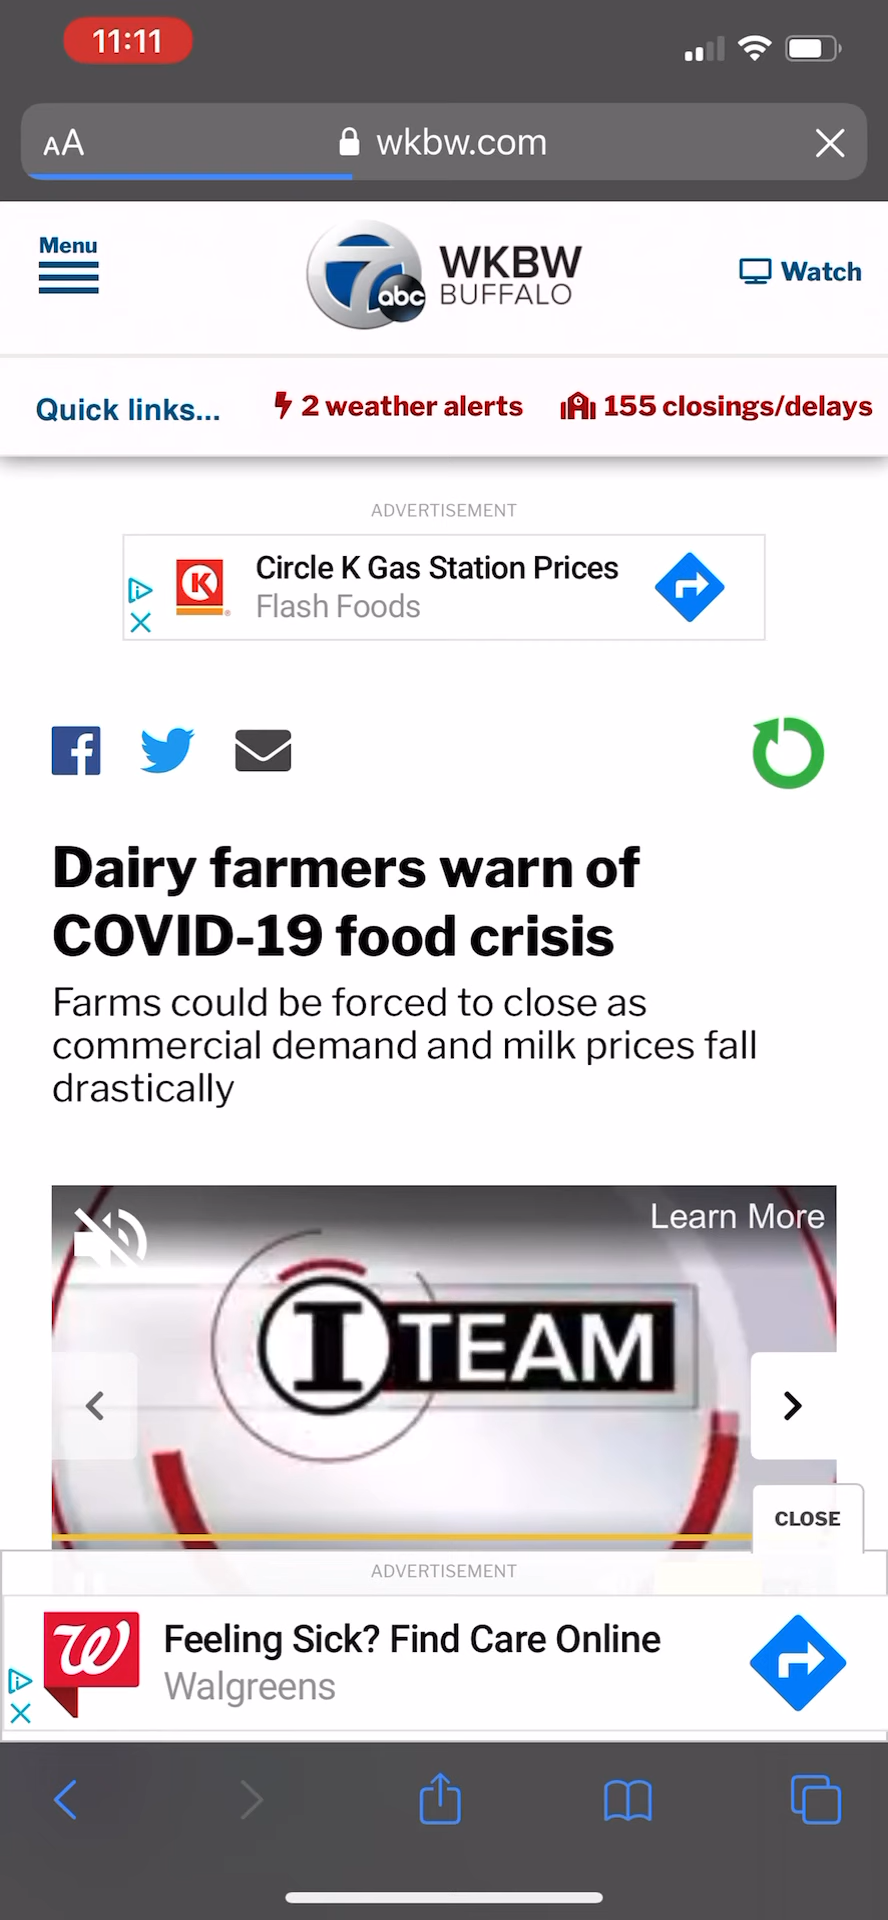 11:11
AA
wkbw.com
Menu
7 abc
WKBW
BUFFALO
Watch
Quick links...
2 weather alerts
155 closings/delays
ADVERTISEMENT
K
Circle K Gas Station Prices
Flash Foods
Dairy farmers warn of
COVID-19 food crisis
Farms could be forced to close as
commercial demand and milk prices fall
drastically
Learn More
I TEAM
CLOSE
ADVERTISEMENT
W
Feeling Sick? Find Care Online
Walgreens